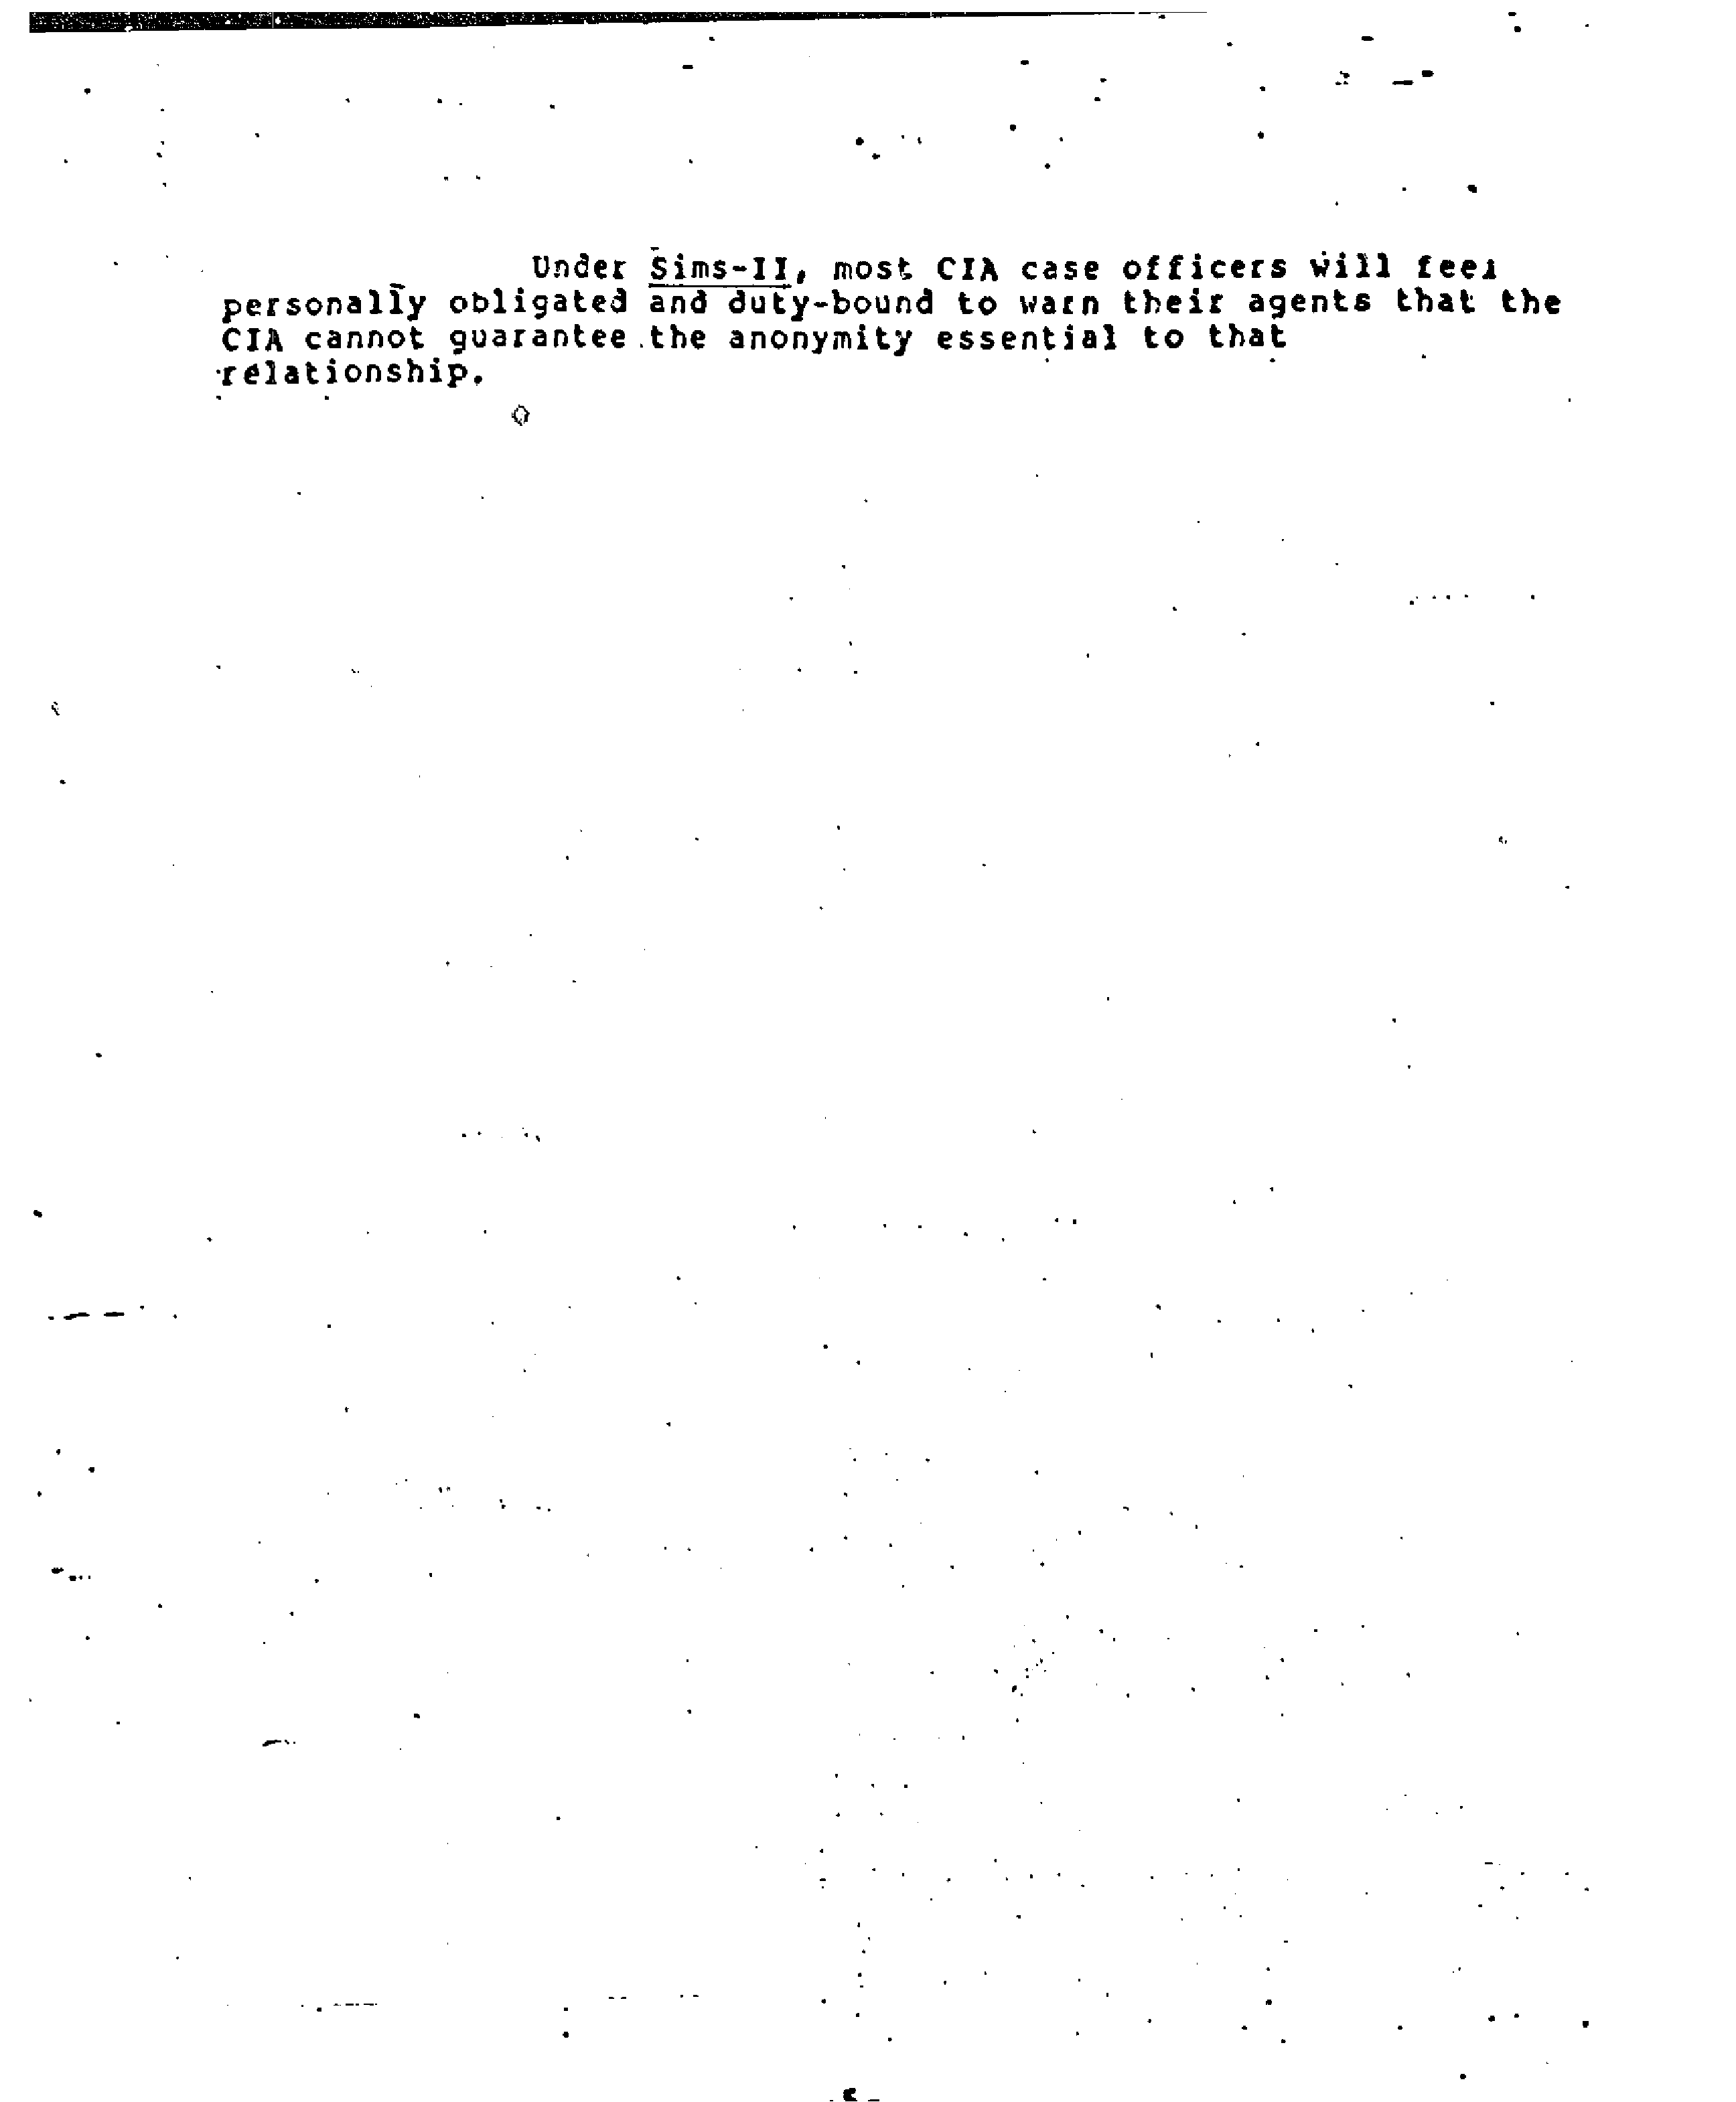 Under Sims-II, most CIA case officers will feel
personally obligated and duty-bound to warn their agents that the
CIA cannot guarantee the anonymity essential to that
relationship.